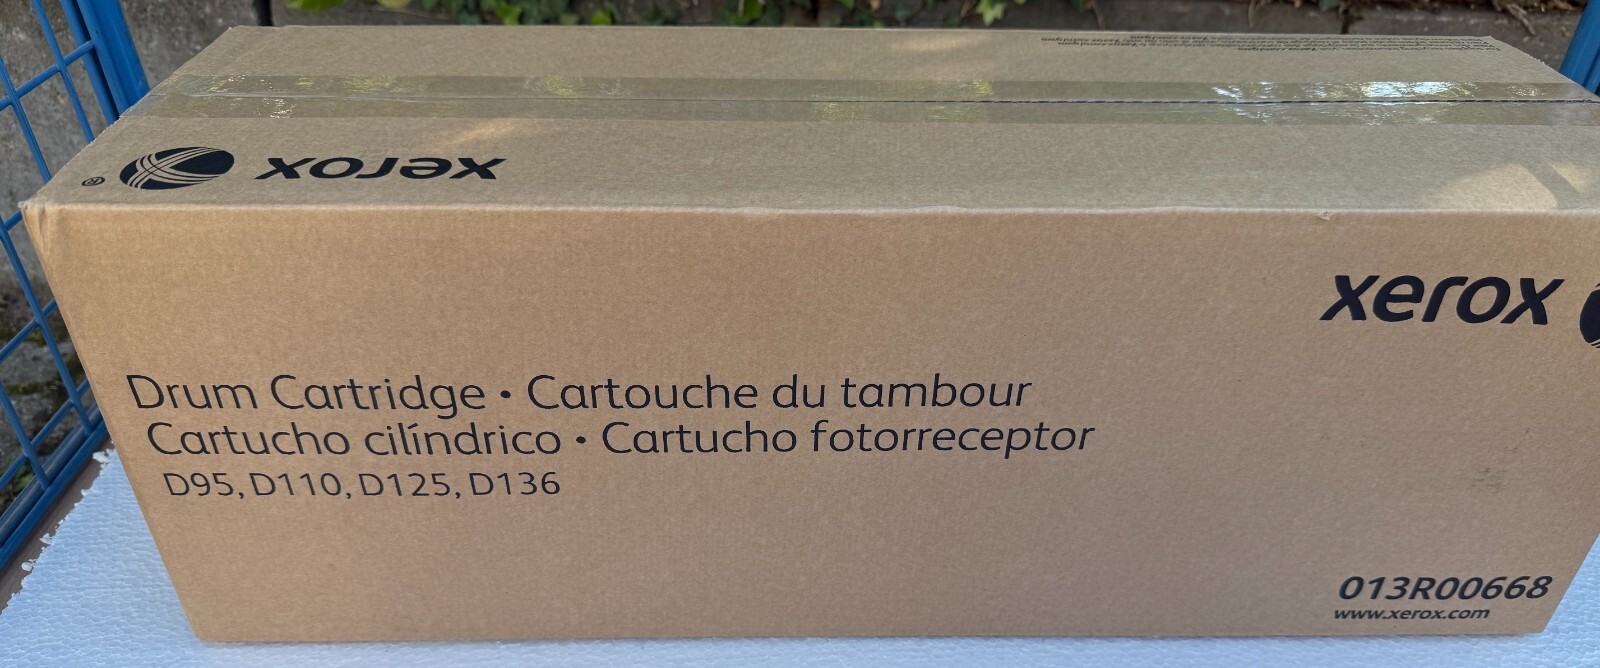 xerox ®
xerox
Drum Cartridge • Cartouche du tambour
Cartucho cilíndrico • Cartucho fotorreceptor
D95, D110, D125, D136
013R00668
www.xerox.com